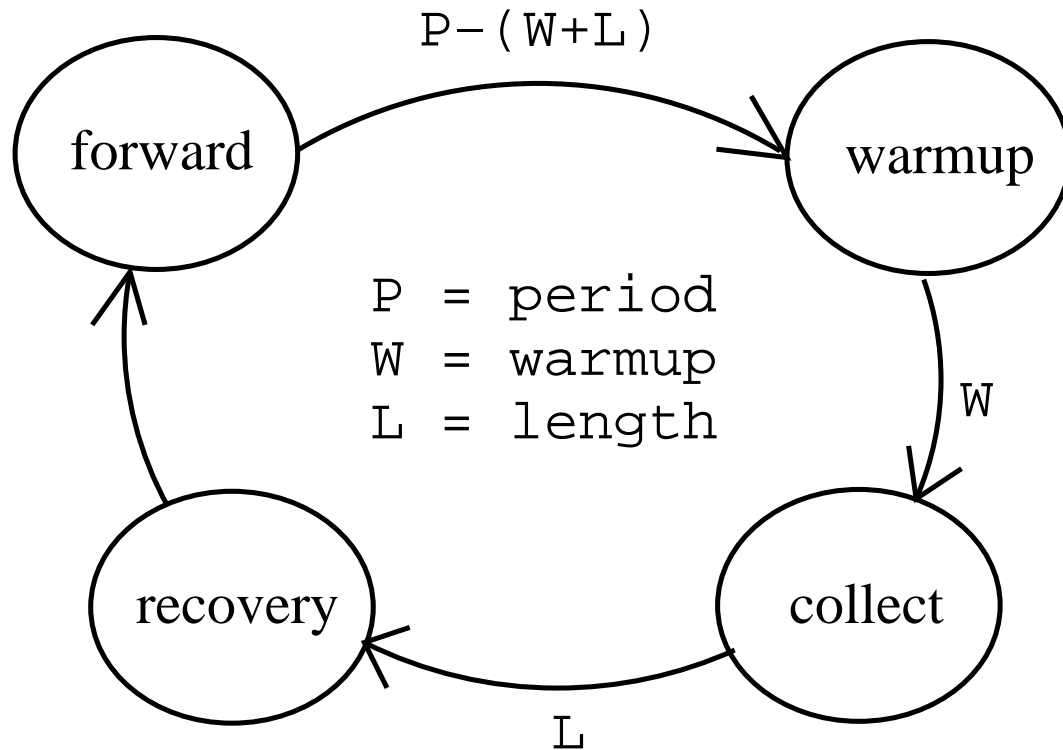 P-(W+L)
forward
warmup
P = period
W = warmup
L = length
W
recovery
collect
L